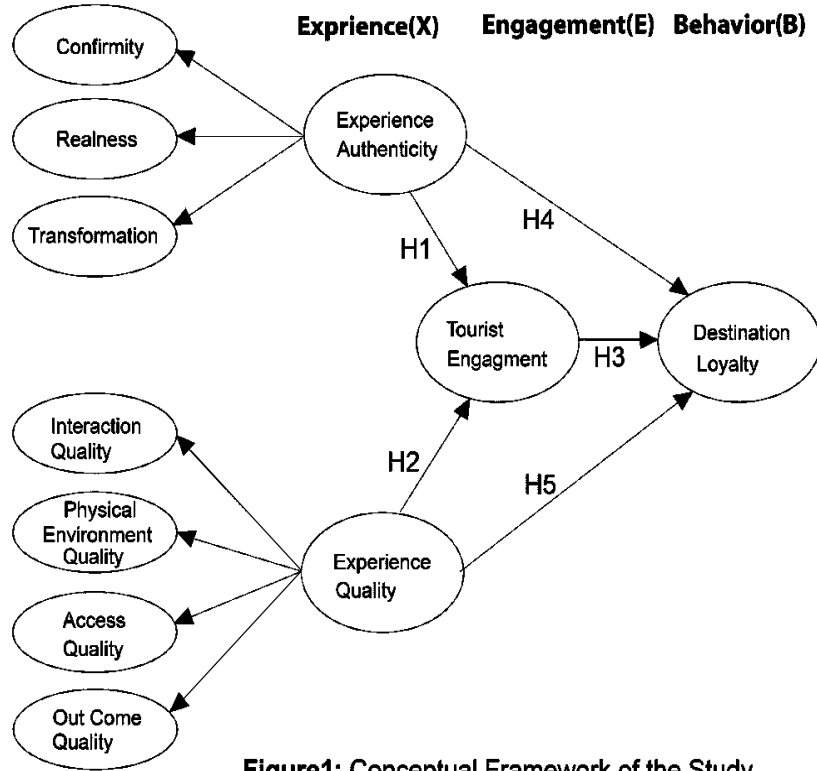 Exprience(X) Engagement(E) Behavior(B)
Confirmity
Realness
Transformation
Experience
Authenticity
H4
H1
Tourist
Engagment
H3
Destination
Loyalty
Interaction
Quality
Physical
Environment
Quality
Access
Quality
Out Come
Quality
H2
H5
Experience
Quality
Figure1: Conceptual Framework of the Study